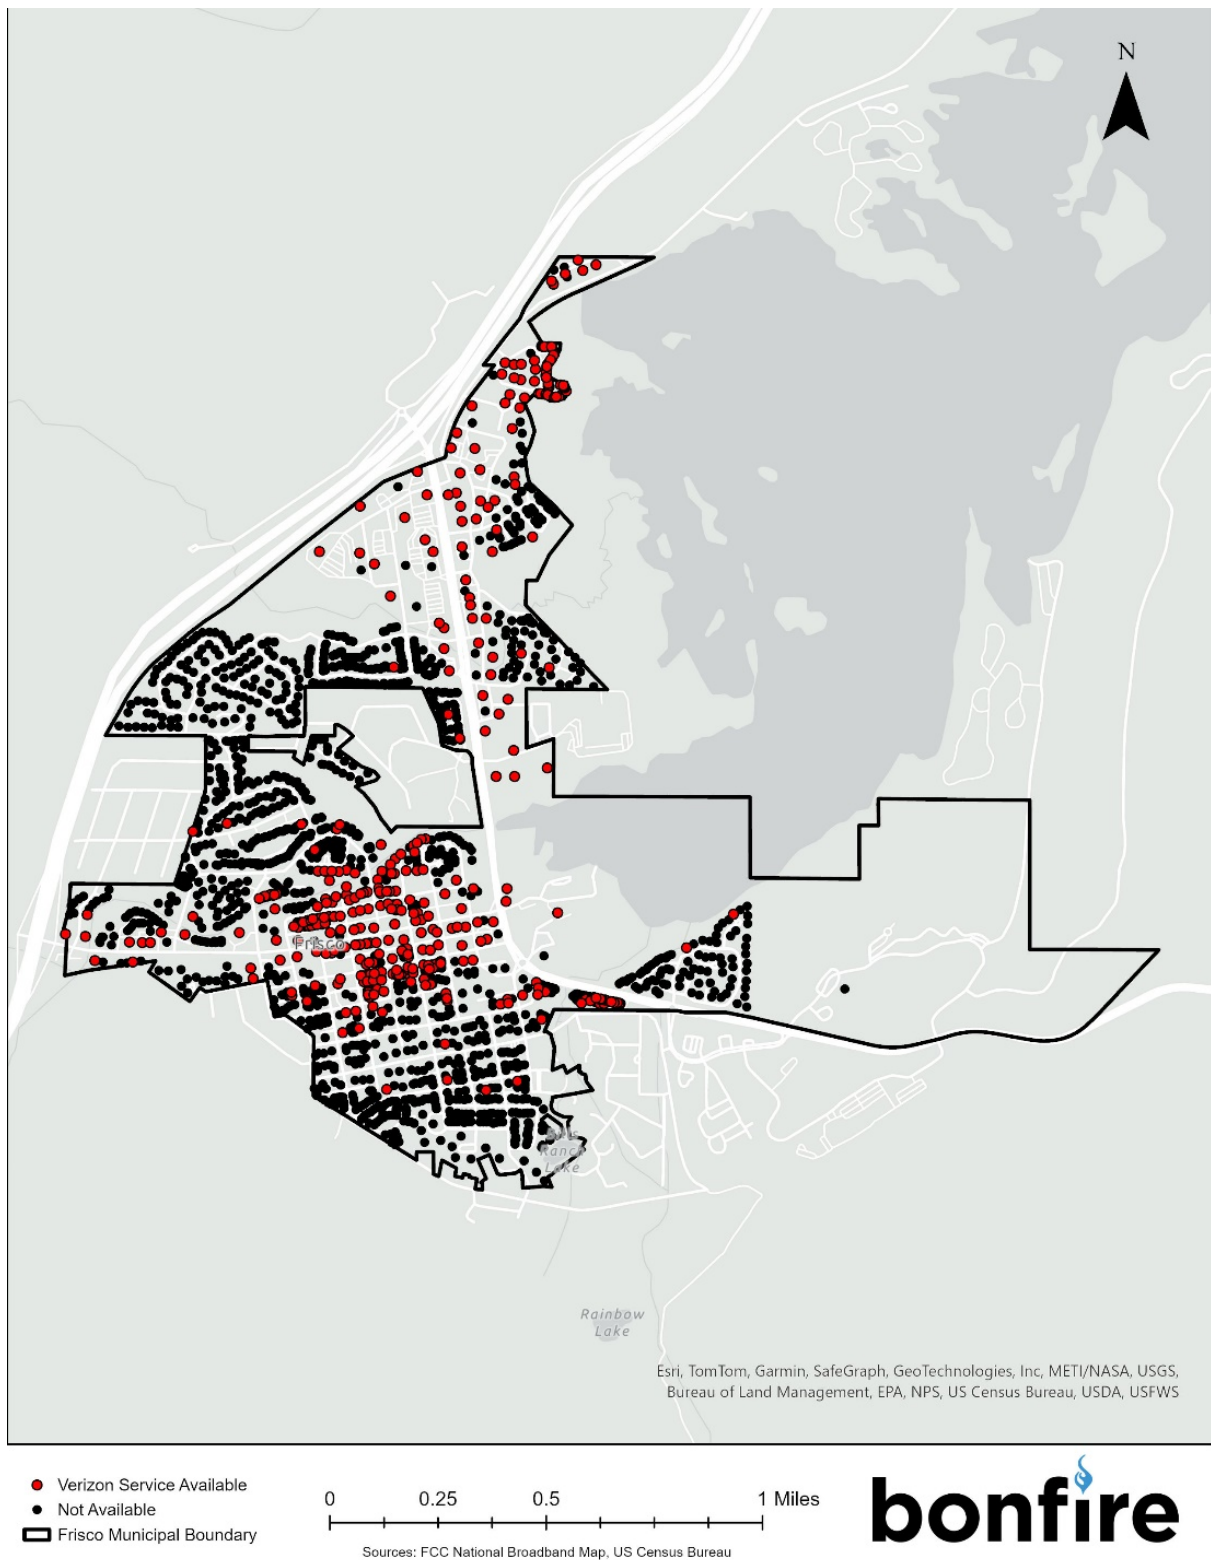 N
Frisco
Ranch
Lake
Rainbow
Lake
Esri, TomTom, Garmin, SafeGraph, GeoTechnologies, Inc, METI/NASA, USGS,
Bureau of Land Management, EPA, NPS, US Census Bureau, USDA, USFWS
Verizon Service Available
Not Available
Frisco Municipal Boundary
0 0.25 0.5 1 Miles
Sources: FCC National Broadband Map, US Census Bureau
bonfire